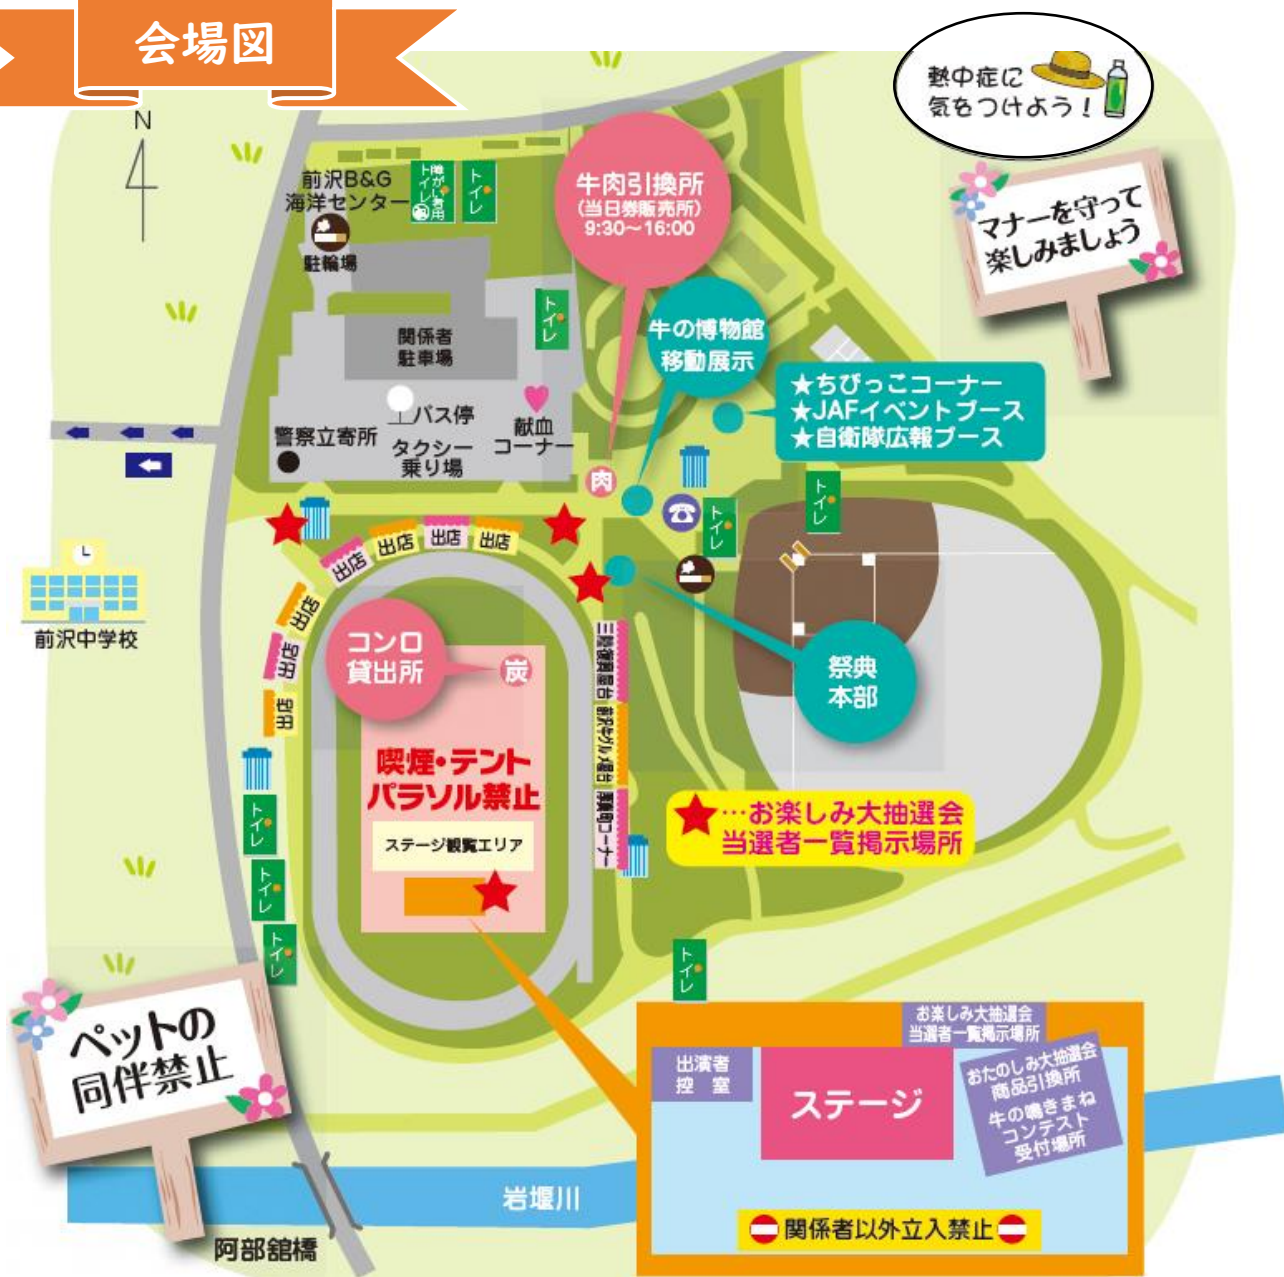 会場図
熱中症に
気をつけよう！
N
マナーを守って
楽しみましょう
前沢B&G
海洋センター
障がい者用
トイレ
トイレ
駐輪場
牛肉引換所
(当日券販売所)
9:30～16:00
トイレ
牛の博物館
移動展示
関係者
駐車場
★ちびっこコーナー
★JAFイベントブース
★自衛隊広報ブース
バス停
献血
コーナー
警察立寄所
タクシー
乗り場
肉
トイレ
トイレ
出店
出店
出店
出店
出店
出店
出店
前沢中学校
コンロ
貸出所
炭
三陸復興屋台
祭典
本部
喫煙・テント
パラソル禁止
ステージ観覧エリア
★…お楽しみ大抽選会
当選者一覧掲示場所
トイレ
トイレ
トイレ
トイレ
ペットの
同伴禁止
お楽しみ大抽選会
当選者一覧掲示場所
出演者
控室
ステージ
おたのしみ大抽選会
商品引換所
牛の鳴きまね
コンテスト
受付場所
関係者以外立入禁止
岩堰川
阿部舘橋